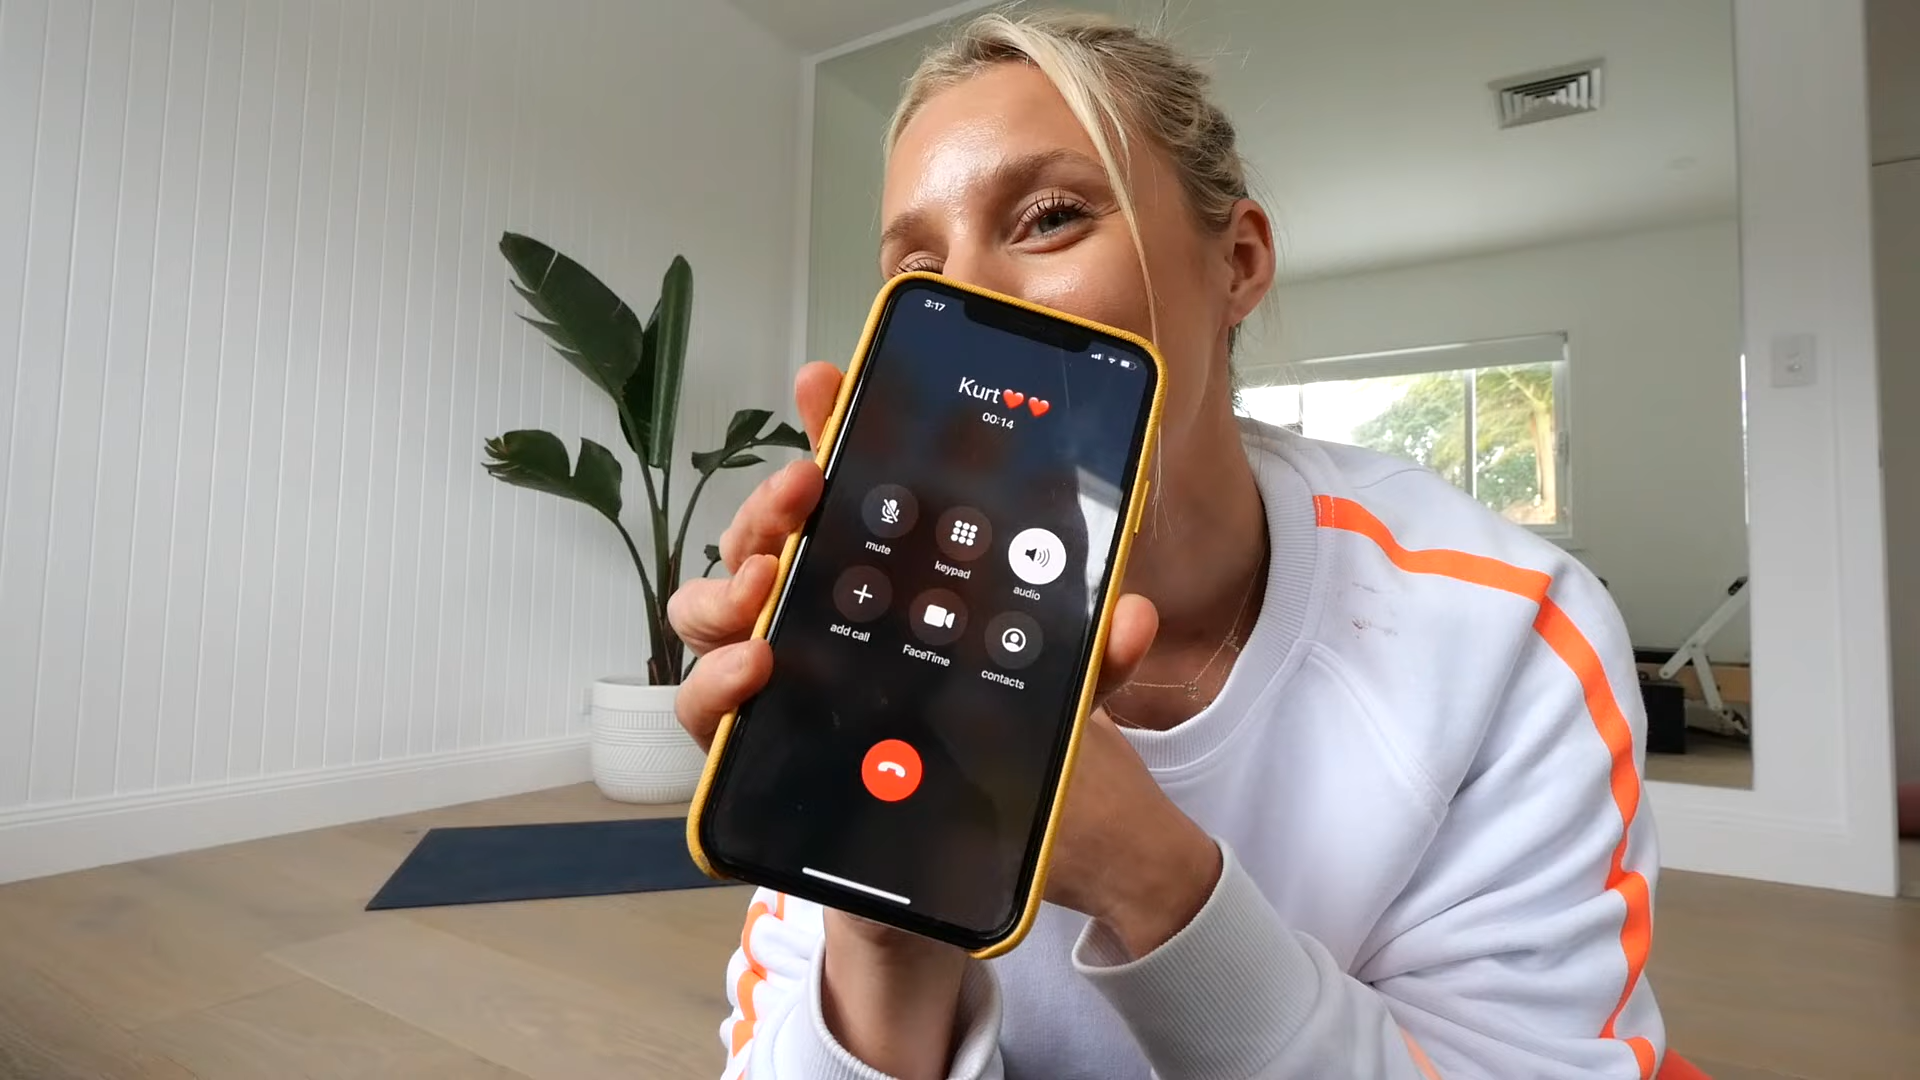 3:17
Kurt❤️❤️
00:14
mute
keypad
audio
add call
FaceTime
contacts